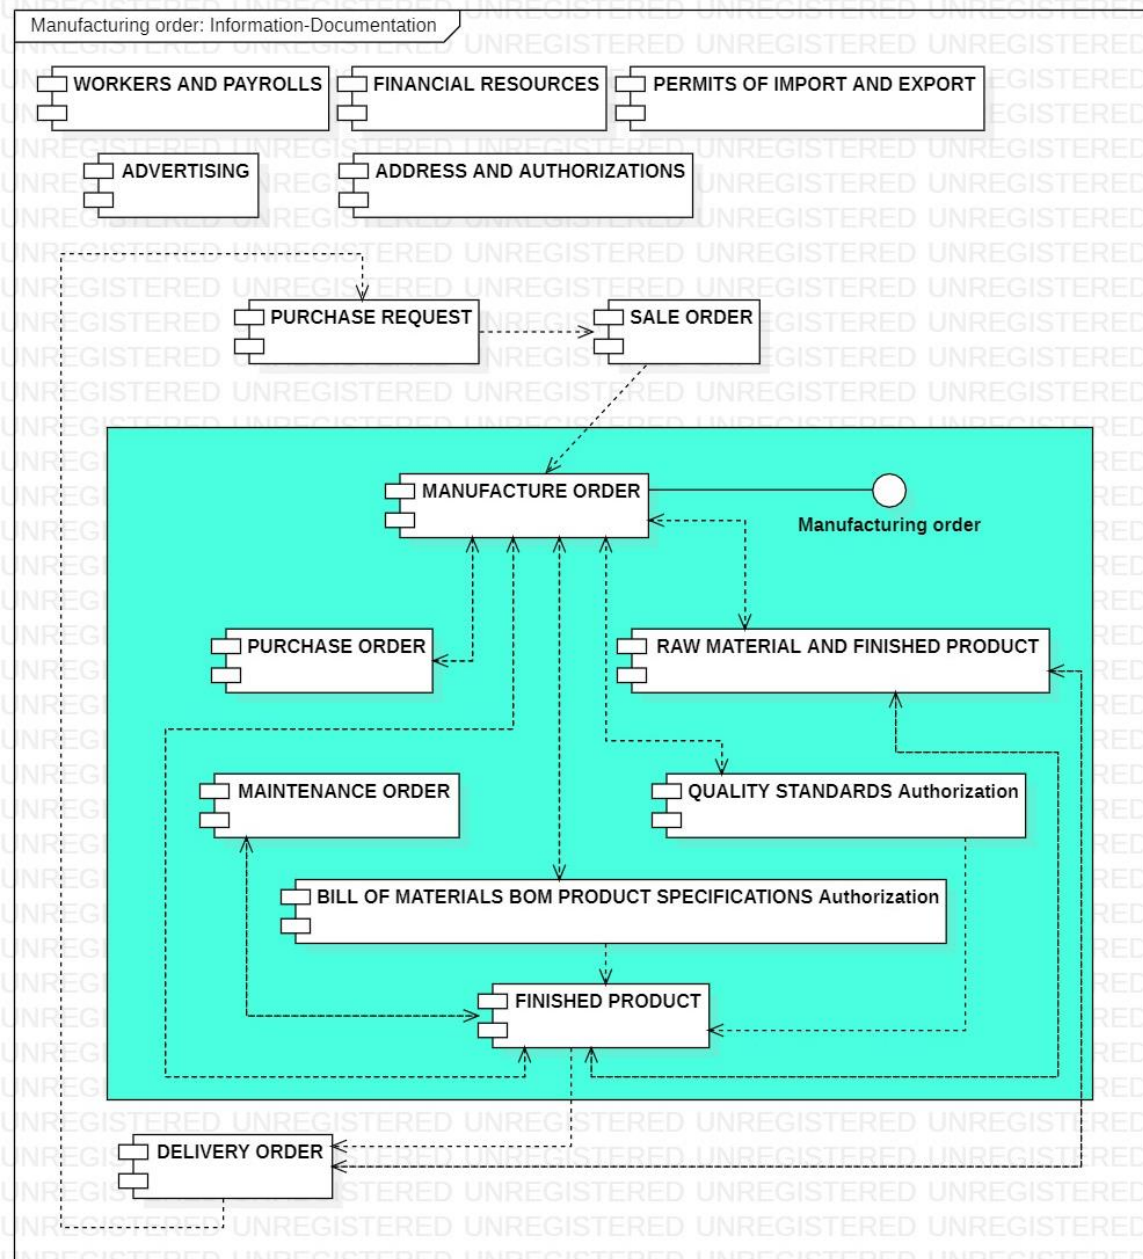 Manufacturing order: Information-Documentation
WORKERS AND PAYROLLS
FINANCIAL RESOURCES
PERMITS OF IMPORT AND EXPORT
ADVERTISING
ADDRESS AND AUTHORIZATIONS
PURCHASE REQUEST
SALE ORDER
MANUFACTURE ORDER
Manufacturing order
PURCHASE ORDER
RAW MATERIAL AND FINISHED PRODUCT
MAINTENANCE ORDER
QUALITY STANDARDS Authorization
BILL OF MATERIALS BOM PRODUCT SPECIFICATIONS Authorization
FINISHED PRODUCT
DELIVERY ORDER
UNREGISTERED